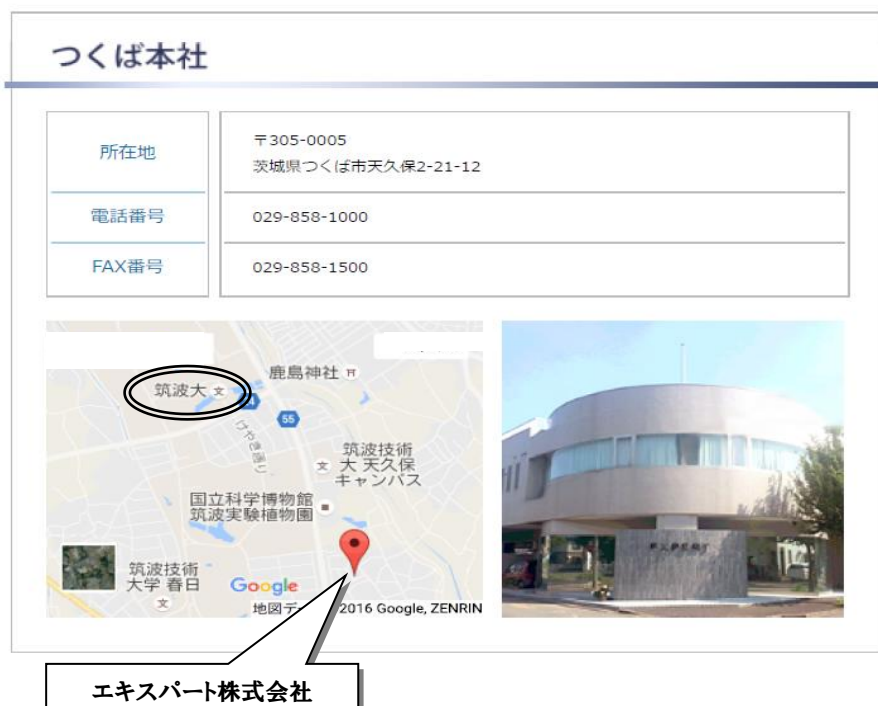 つくば本社
所在地
〒305-0005
茨城県つくば市天久保2-21-12
電話番号
029-858-1000
FAX番号
029-858-1500
鹿島神社
筑波大
55
けやき通り
筑波技術
大 天久保
キャンパス
国立科学博物館
筑波実験植物園
筑波技術
大学 春日
Google
地図デ
2016 Google, ZENRIN
エキスパート株式会社